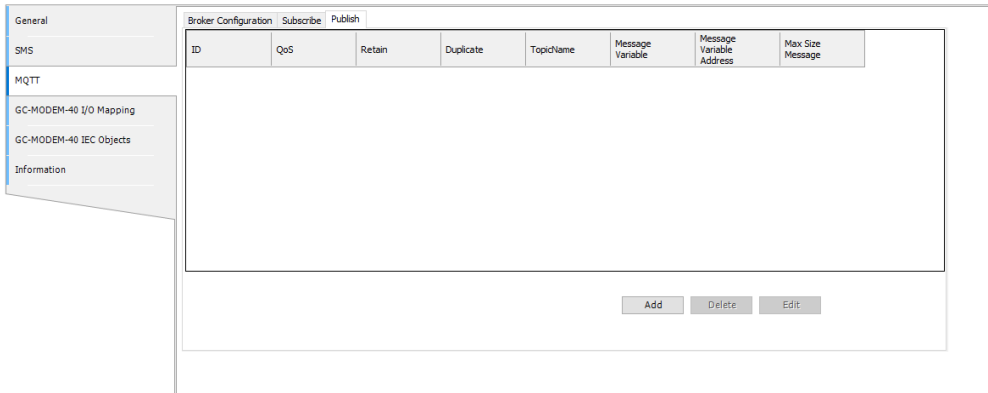 General
SMS
MQTT
GC-MODEM-40 I/O Mapping
GC-MODEM-40 IEC Objects
Information
Broker Configuration Subscribe Publish
ID QoS Retain Duplicate TopicName Message Variable Message Variable Address Max Size Message
Add Delete Edit